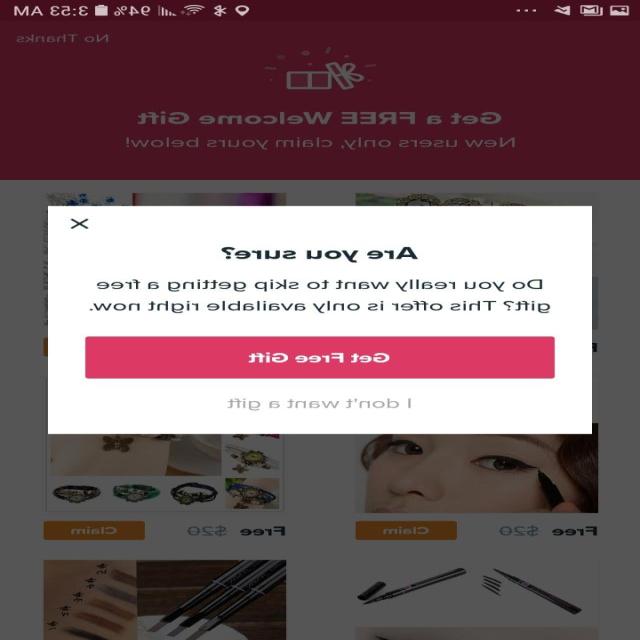 94% 3:53 AM
No Thanks
Get a FREE Welcome Gift
New users only, claim yours below!
Are you sure?
Do you really want to skip getting a free
gift? This offer is only available right now.
Get Free Gift
I don't want a gift
Free $20 Claim
Free $20 Claim